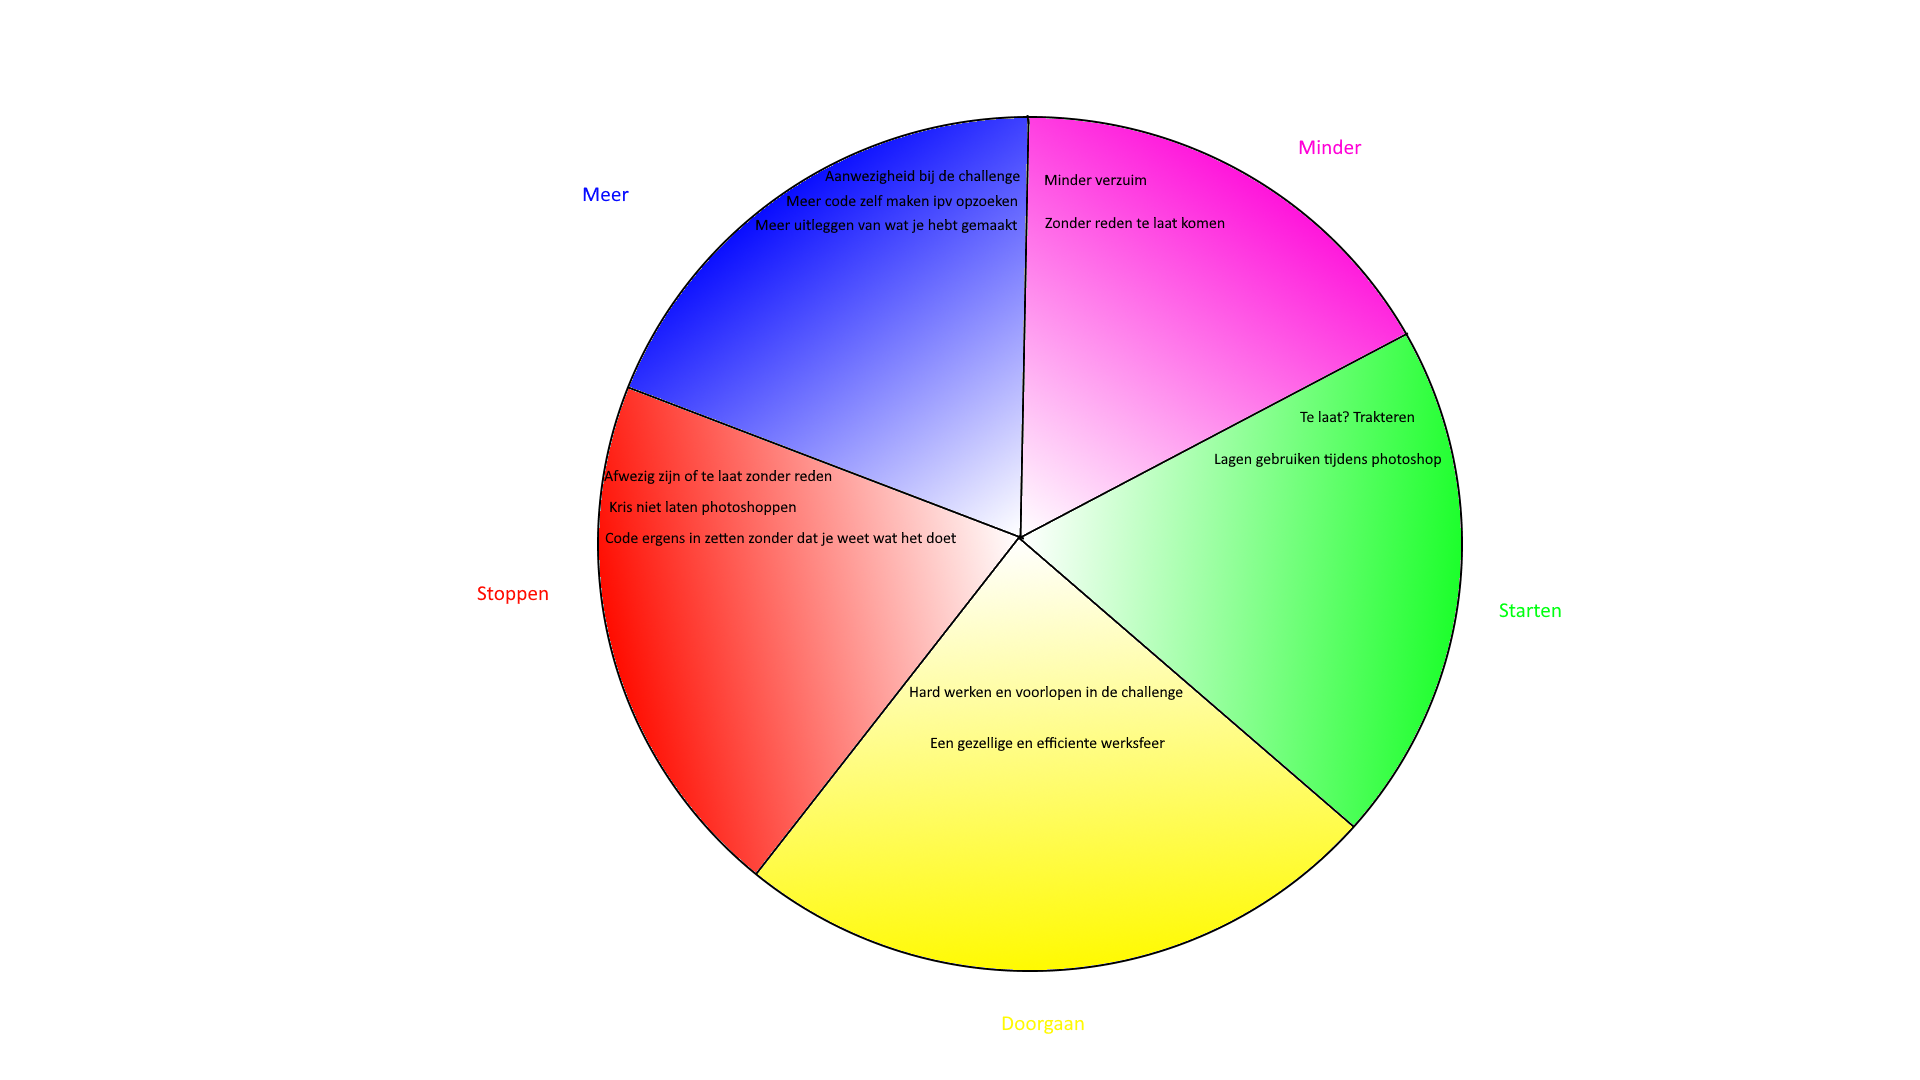 Minder
Minder verzuim
Zonder reden te laat komen
Starten
Te laat? Trakteren
Lagen gebruiken tijdens photoshop
Doorgaan
Hard werken en voorlopen in de challenge
Een gezellige en efficiente werksfeer
Stoppen
Afwezig zijn of te laat zonder reden
Kris niet laten photoshoppen
Code ergens in zetten zonder dat je weet wat het doet
Meer
Aanwezigheid bij de challenge
Meer code zelf maken ipv opzoeken
Meer uitleggen van wat je hebt gemaakt